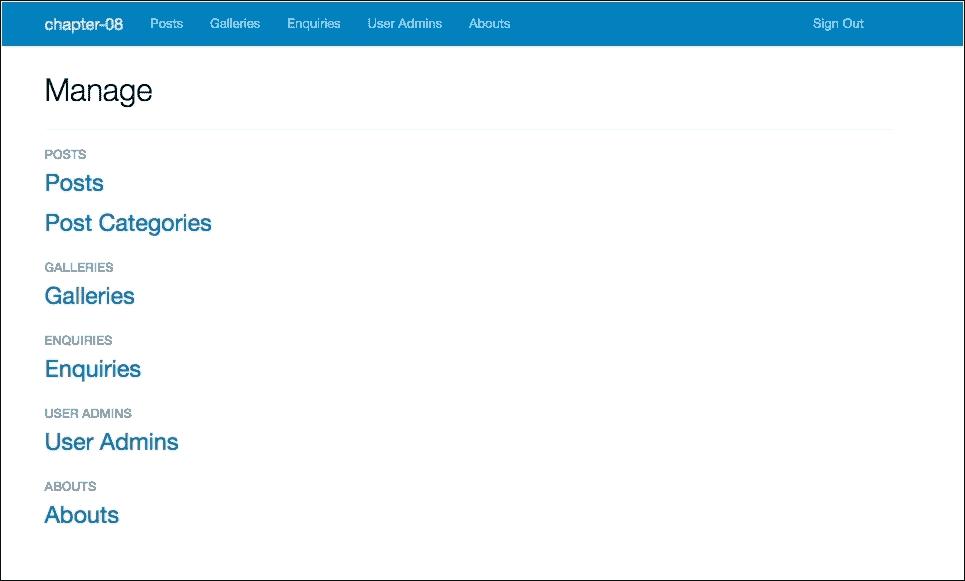 chapter-08 Posts Galleries Enquiries User Admins Abouts Sign Out
Manage
POSTS
Posts
Post Categories
GALLERIES
Galleries
ENQUIRIES
Enquiries
USER ADMINS
User Admins
ABOUTS
Abouts